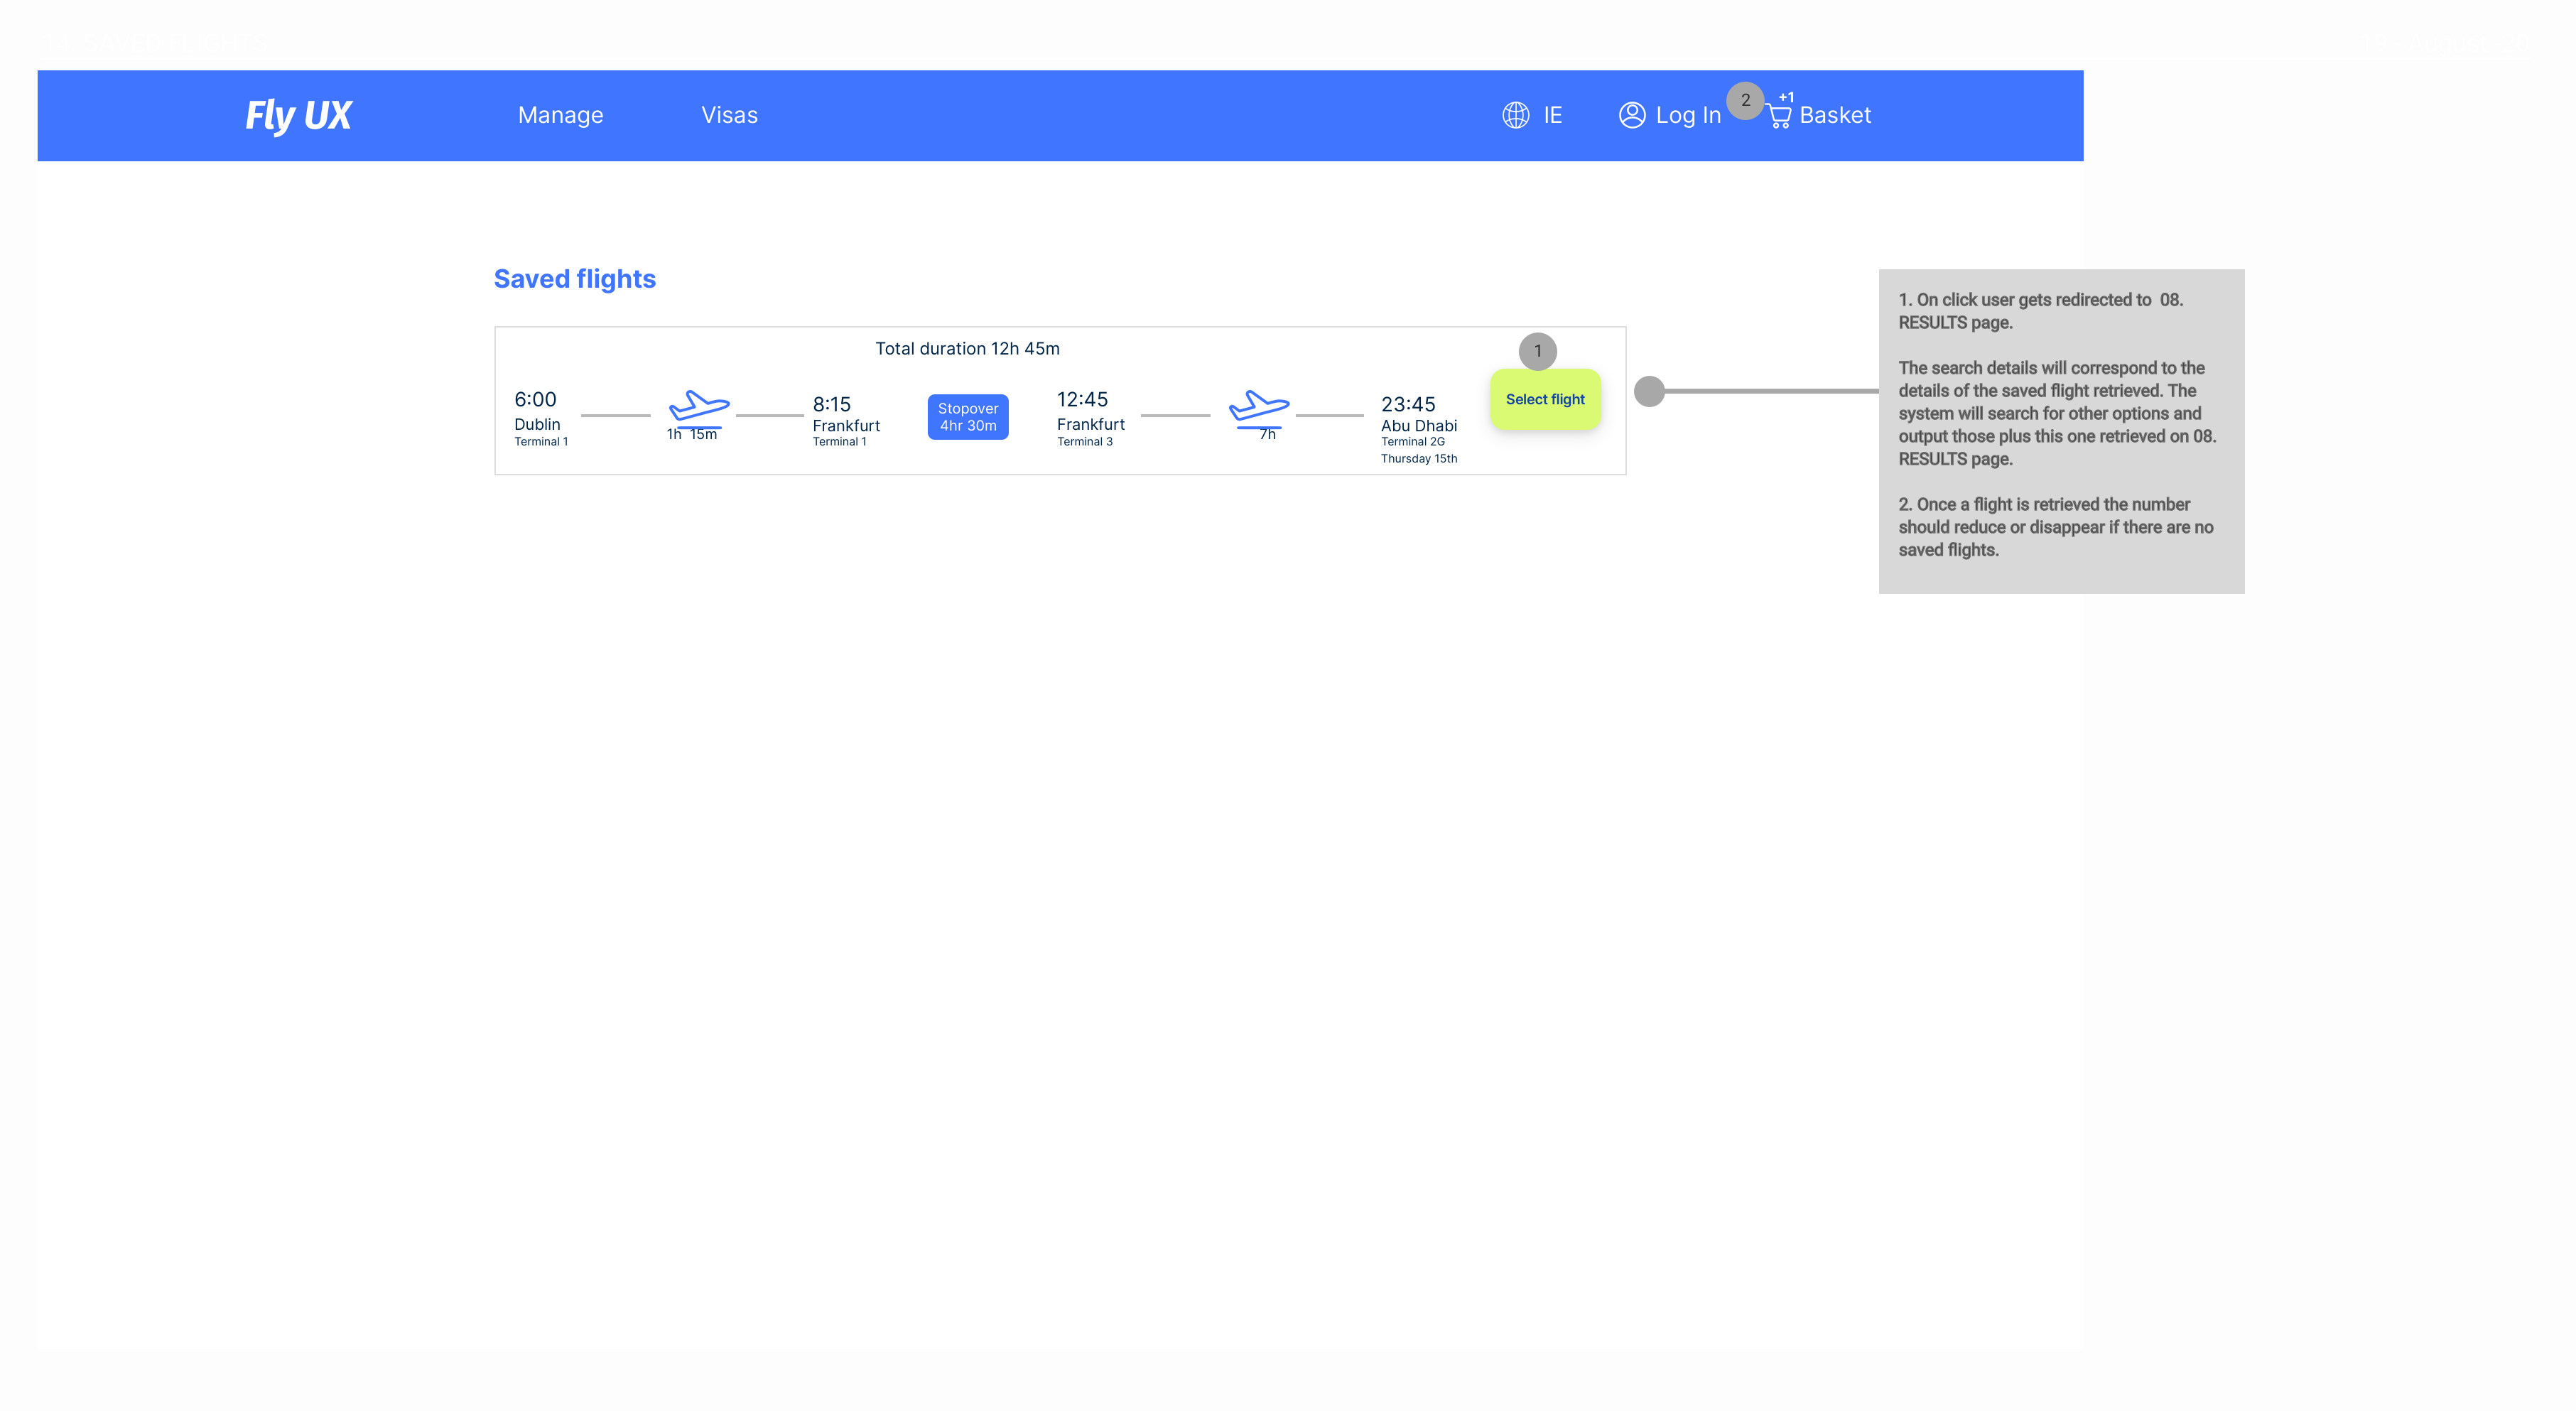 Fly UX
Manage
Visas
IE
Log In
2
+1
Basket
Saved flights
Total duration 12h 45m
1
6:00
Dublin
Terminal 1
1h 15m
8:15
Frankfurt
Terminal 1
Stopover
4hr 30m
12:45
Frankfurt
Terminal 3
7h
23:45
Abu Dhabi
Terminal 2G
Thursday 15th
Select flight
1. On click user gets redirected to 08.
RESULTS page.
The search details will correspond to the
details of the saved flight retrieved. The
system will search for other options and
output those plus this one retrieved on 08.
RESULTS page.
2. Once a flight is retrieved the number
should reduce or disappear if there are no
saved flights.